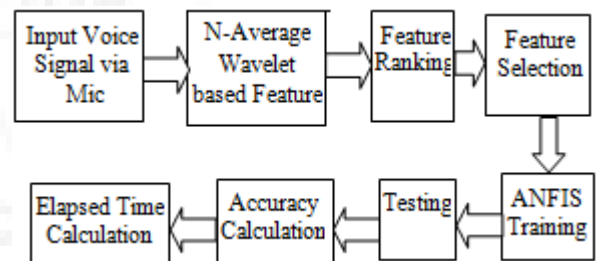 Input Voice
Signal via
Mic
N-Average
Wavelet
based Feature
Feature
Ranking
Feature
Selection
ANFIS
Training
Testing
Accuracy
Calculation
Elapsed Time
Calculation